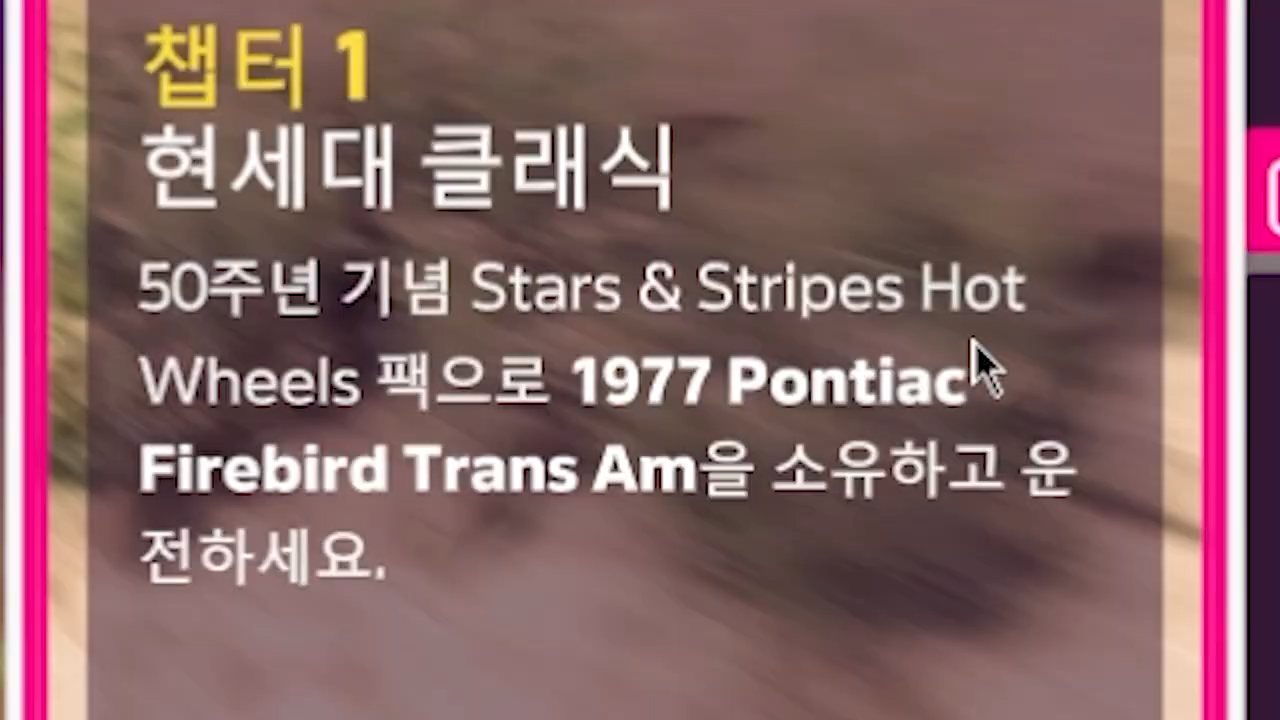 챕터 1
현세대 클래식
50주년 기념 Stars & Stripes Hot
Wheels 팩으로 1977 Pontiac
Firebird Trans Am을 소유하고 운
전하세요.